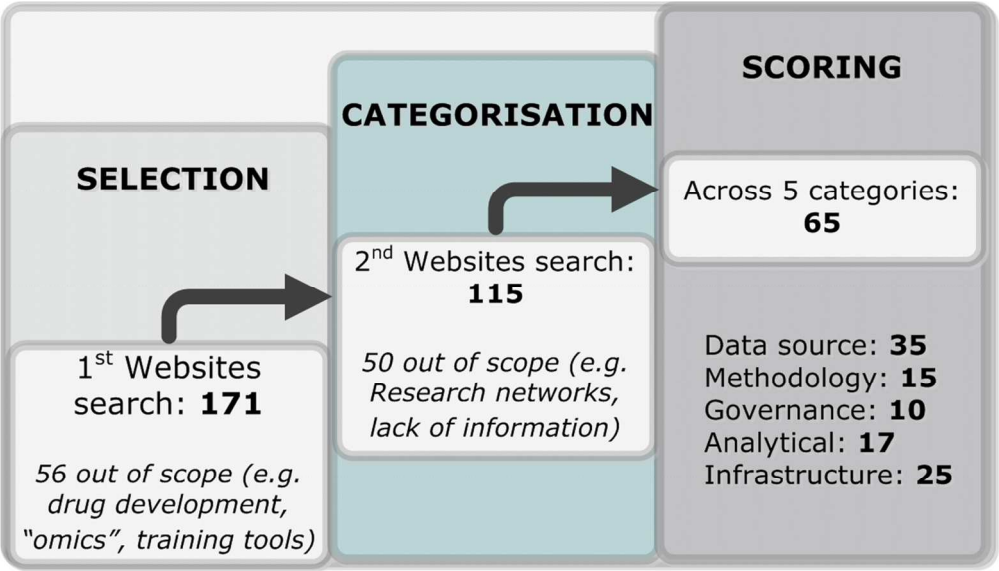 SELECTION
1st Websites
search: 171
56 out of scope (e.g.
drug development,
“omics”, training tools)
CATEGORISATION
2nd Websites search:
115
50 out of scope (e.g.
Research networks,
lack of information)
SCORING
Across 5 categories:
65
Data source: 35
Methodology: 15
Governance: 10
Analytical: 17
Infrastructure: 25